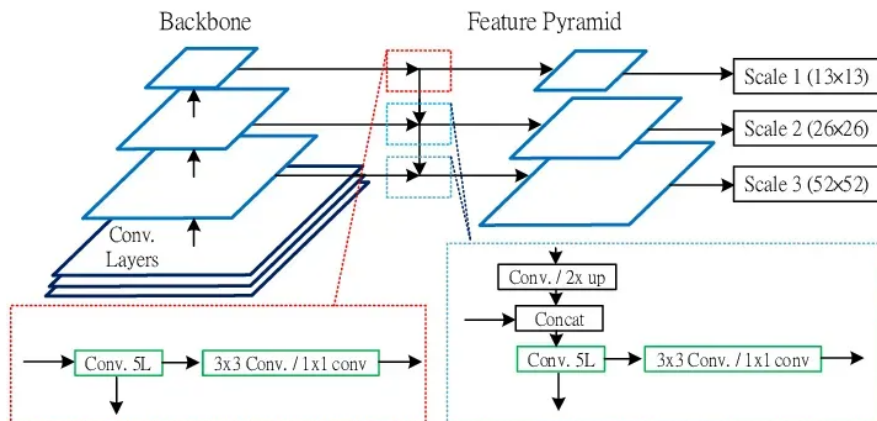 Backbone
Feature Pyramid
Scale 1 (13×13)
Scale 2 (26×26)
Scale 3 (52×52)
Conv.
Layers
Conv. / 2x up
Concat
Conv. 5L
3x3 Conv. / 1x1 conv
Conv. 5L
3x3 Conv. / 1x1 conv